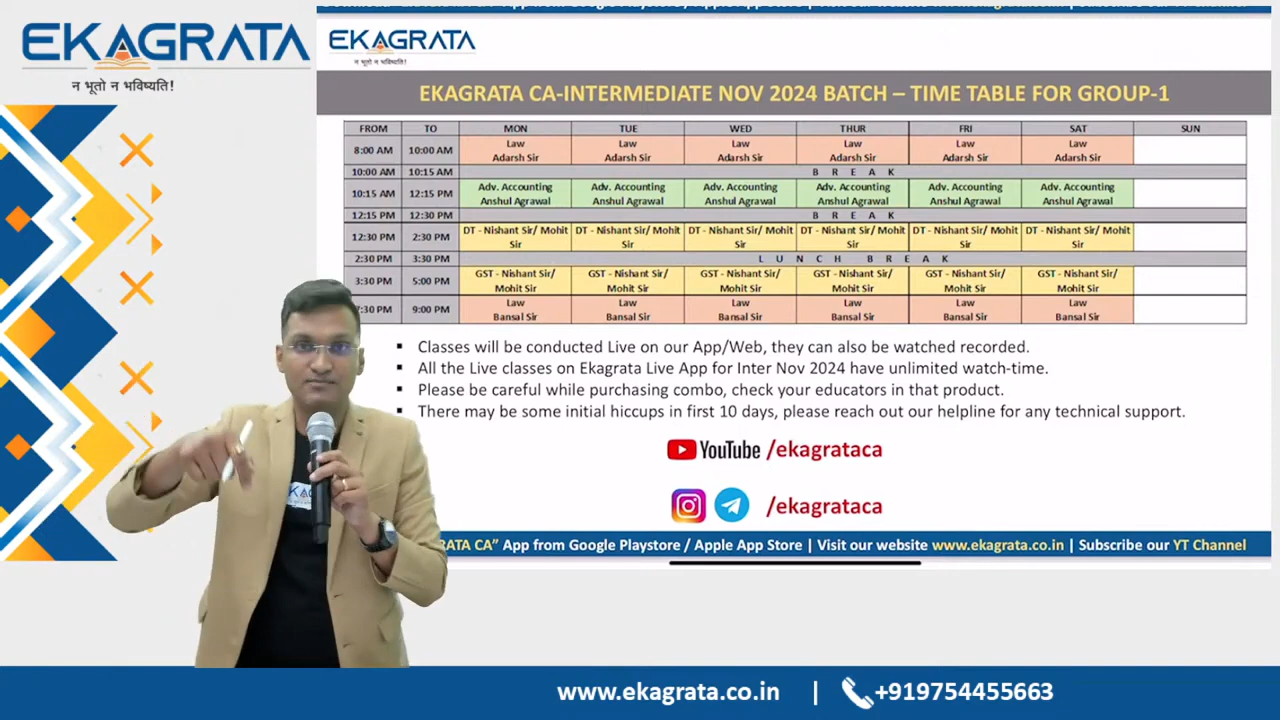 EKAGRATA
न भूतो न भविष्यति!
EKAGRATA
न भूतो न भविष्यति!
EKAGRATA CA-INTERMEDIATE NOV 2024 BATCH – TIME TABLE FOR GROUP-1
FROM TO MON TUE WED THUR FRI SAT SUN
8:00 AM 10:00 AM Law Adarsh Sir Law Adarsh Sir Law Adarsh Sir Law Adarsh Sir Law Adarsh Sir Law Adarsh Sir
10:00 AM 10:15 AM B R E A K
10:15 AM 12:15 PM Adv. Accounting Anshul Agrawal Adv. Accounting Anshul Agrawal Adv. Accounting Anshul Agrawal Adv. Accounting Anshul Agrawal Adv. Accounting Anshul Agrawal Adv. Accounting Anshul Agrawal
12:15 PM 12:30 PM B R E A K
12:30 PM 2:30 PM DT - Nishant Sir/ Mohit Sir DT - Nishant Sir/ Mohit Sir DT - Nishant Sir/ Mohit Sir DT - Nishant Sir/ Mohit Sir DT - Nishant Sir/ Mohit Sir DT - Nishant Sir/ Mohit Sir
2:30 PM 3:30 PM L U N C H B R E A K
3:30 PM 5:00 PM GST - Nishant Sir/ Mohit Sir GST - Nishant Sir/ Mohit Sir GST - Nishant Sir/ Mohit Sir GST - Nishant Sir/ Mohit Sir GST - Nishant Sir/ Mohit Sir GST - Nishant Sir/ Mohit Sir
:30 PM 9:00 PM Law Bansal Sir Law Bansal Sir Law Bansal Sir Law Bansal Sir Law Bansal Sir Law Bansal Sir
▪ Classes will be conducted Live on our App/Web, they can also be watched recorded.
▪ All the Live classes on Ekagrata Live App for Inter Nov 2024 have unlimited watch-time.
▪ Please be careful while purchasing combo, check your educators in that product.
▪ There may be some initial hiccups in first 10 days, please reach out our helpline for any technical support.
YouTube /ekagrataca
/ekagrataca
RATA CA” App from Google Playstore / Apple App Store | Visit our website www.ekagrata.co.in | Subscribe our YT Channel
www.ekagrata.co.in | +919754455663